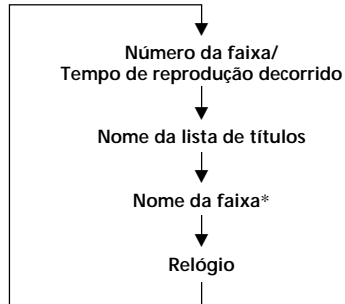 Número da faixa/
Tempo de reprodução decorrido
Nome da lista de títulos
Nome da faixa*
Relógio